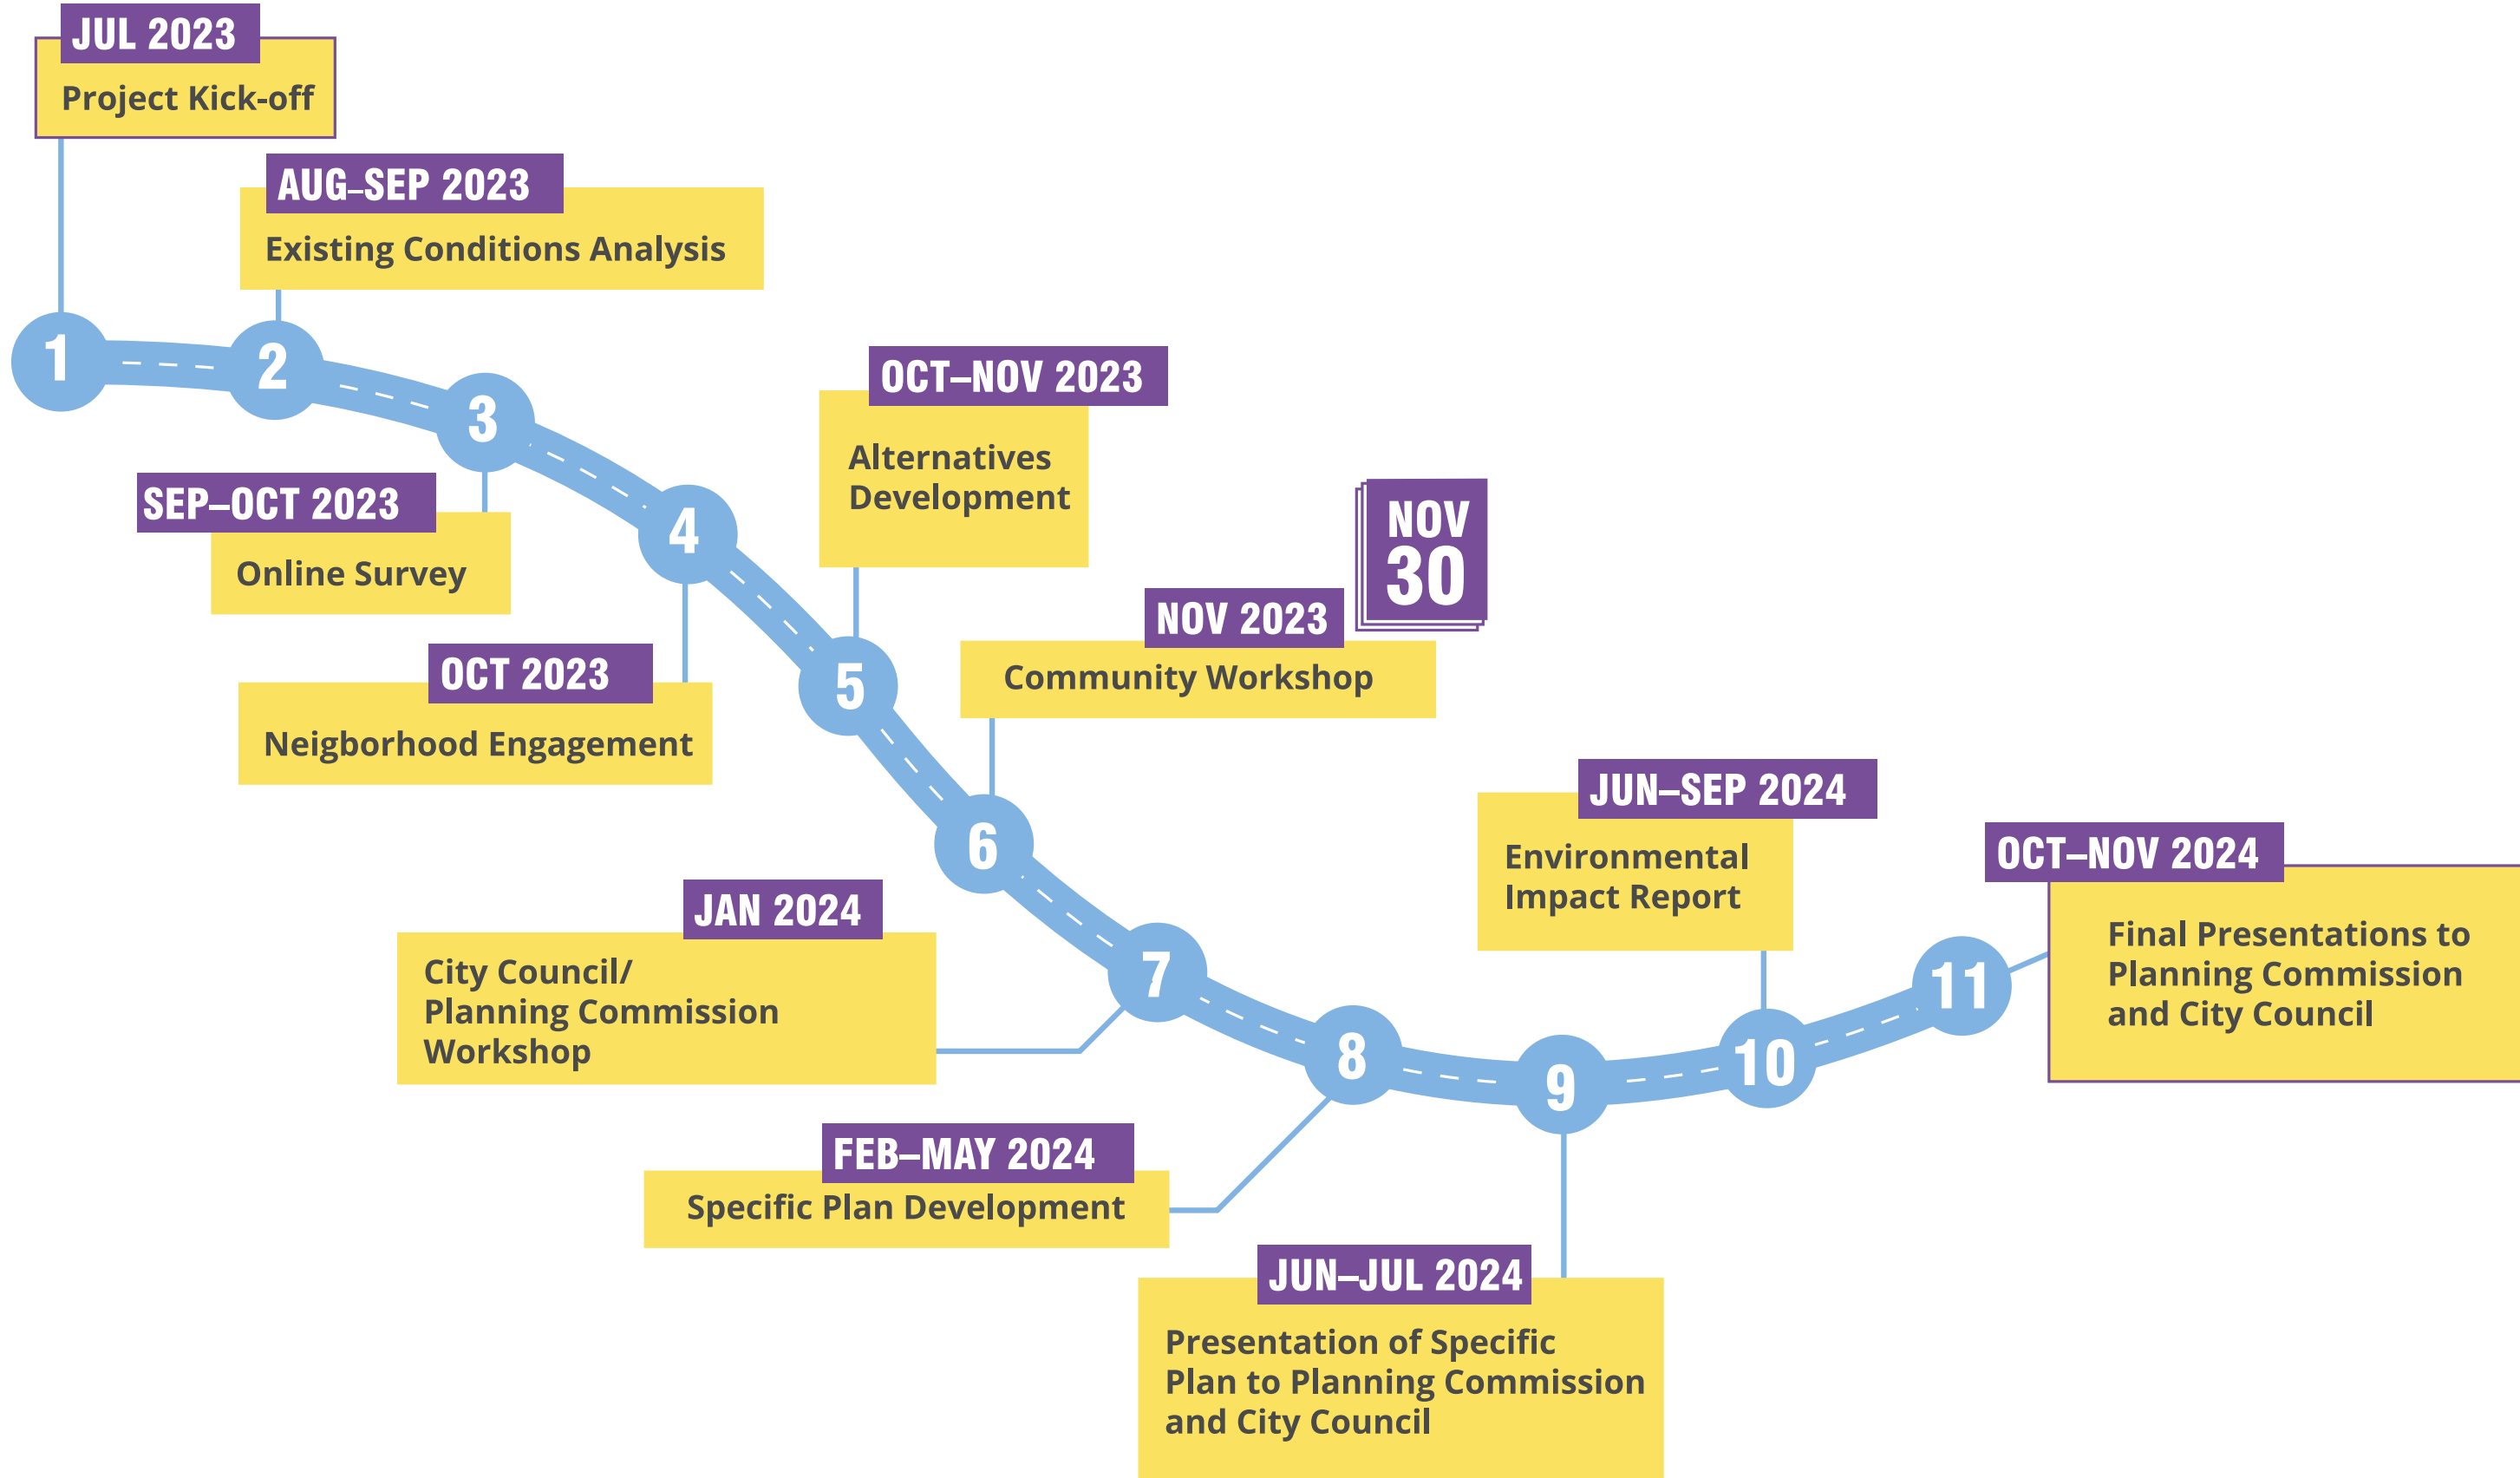 JUL 2023
Project Kick-off
1
AUG–SEP 2023
Existing Conditions Analysis
2
SEP–OCT 2023
Online Survey
3
OCT 2023
Neigborhood Engagement
4
OCT–NOV 2023
Alternatives
Development
5
NOV 2023
Community Workshop
NOV
30
6
JAN 2024
City Council/
Planning Commission
Workshop
7
FEB–MAY 2024
Specific Plan Development
8
JUN–JUL 2024
Presentation of Specific
Plan to Planning Commission
and City Council
9
JUN–SEP 2024
Environmental
Impact Report
10
OCT–NOV 2024
Final Presentations to
Planning Commission
and City Council
11